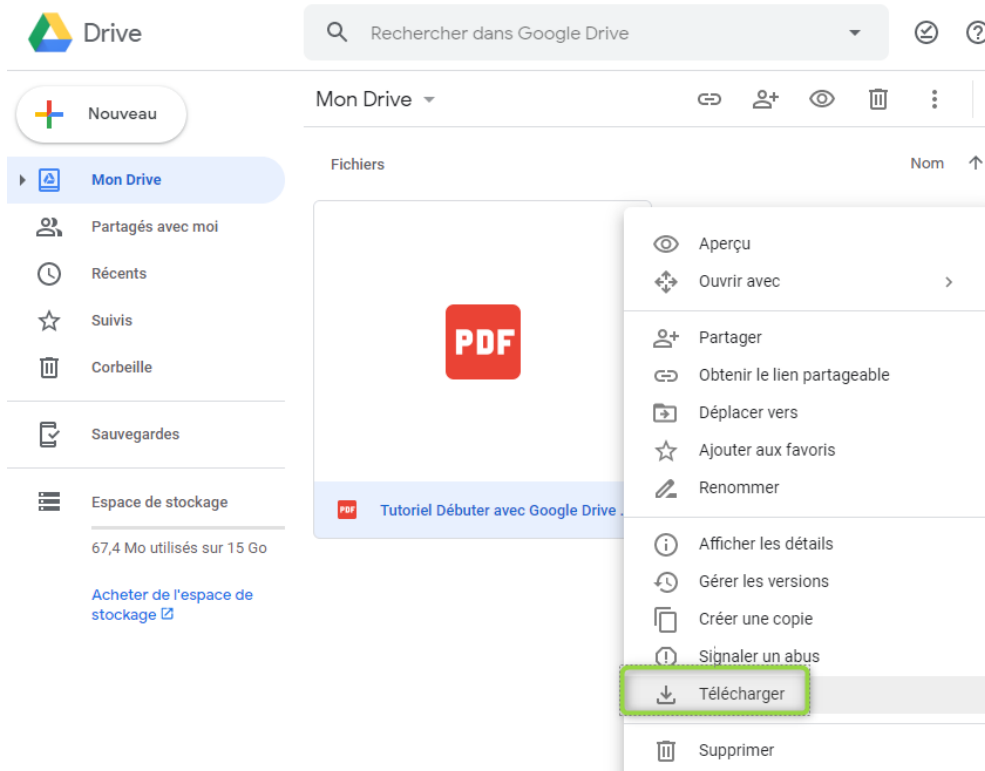 Drive
Rechercher dans Google Drive
Nouveau
Mon Drive
Partagés avec moi
Récents
Suivis
Corbeille
Sauvegardes
Espace de stockage
67,4 Mo utilisés sur 15 Go
Acheter de l'espace de
stockage
Mon Drive
Fichiers
Nom
PDF
PDF
Tutoriel Débuter avec Google Drive .
Aperçu
Ouvrir avec
Partager
Obtenir le lien partageable
Déplacer vers
Ajouter aux favoris
Renommer
Afficher les détails
Gérer les versions
Créer une copie
Signaler un abus
Télécharger
Supprimer